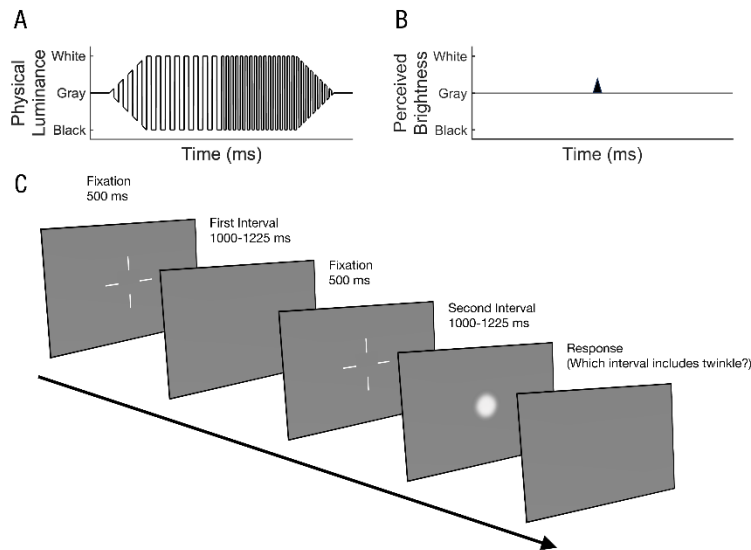 A
Physical
Luminance
White
Gray
Black
Time (ms)
B
Perceived
Brightness
White
Gray
Black
Time (ms)
C
Fixation
500 ms
First Interval
1000-1225 ms
Fixation
500 ms
Second Interval
1000-1225 ms
Response
(Which interval includes twinkle?)